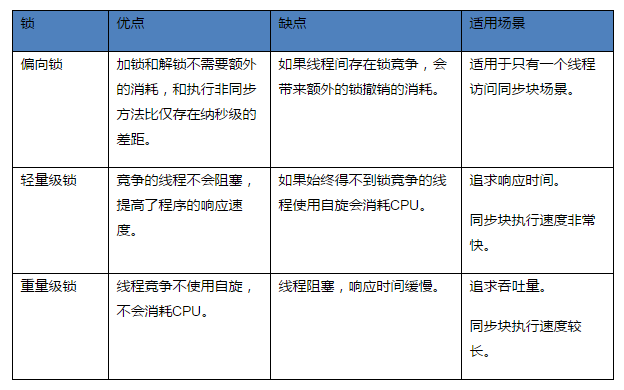 锁
优点
缺点
适用场景
偏向锁
加锁和解锁不需要额外
的消耗，和执行非同步
方法比仅存在纳秒级的
差距。
如果线程间存在锁竞争，会
带来额外的锁撤销的消耗。
适用于只有一个线程
访问同步块场景。
轻量级锁
竞争的线程不会阻塞，
提高了程序的响应速
度。
如果始终得不到锁竞争的线
程使用自旋会消耗CPU。
追求响应时间。
同步块执行速度非常
快。
重量级锁
线程竞争不使用自旋，
不会消耗CPU。
线程阻塞，响应时间缓慢。
追求吞吐量。
同步块执行速度较
长。